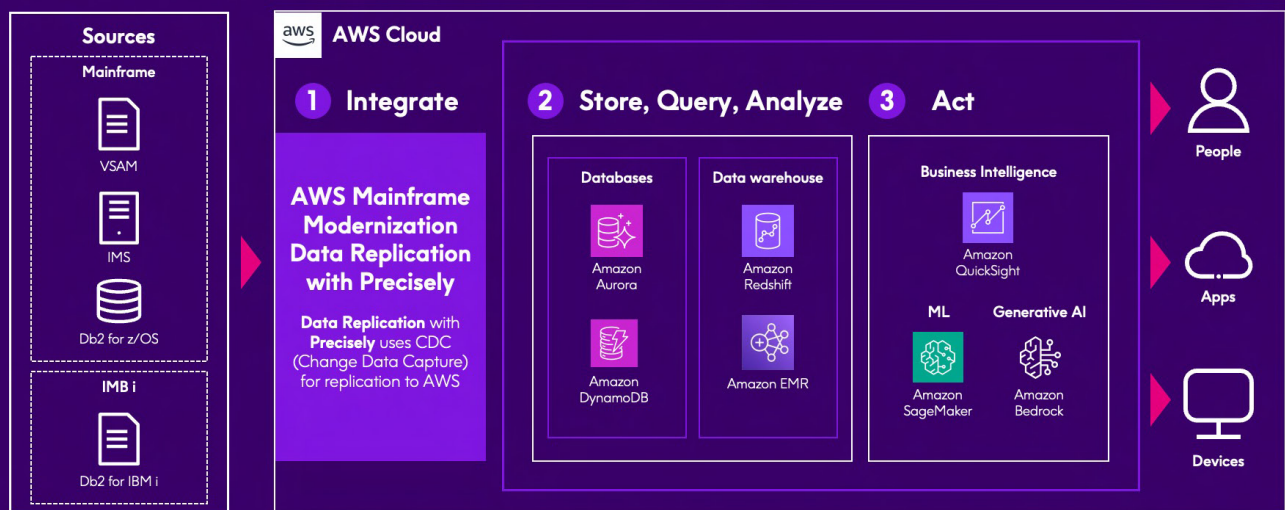 Sources
Mainframe
VSAM
IMS
Db2 for z/OS
IMB i
Db2 for IBM i
aws
AWS Cloud
1 Integrate
AWS Mainframe
Modernization
Data Replication
with Precisely
Data Replication with
Precisely uses CDC
(Change Data Capture)
for replication to AWS
2 Store, Query, Analyze
Databases
Amazon
Aurora
Amazon
DynamoDB
Data warehouse
Amazon
Redshift
Amazon EMR
3 Act
Business Intelligence
Amazon
QuickSight
ML
Amazon
SageMaker
Generative AI
Amazon
Bedrock
People
Apps
Devices